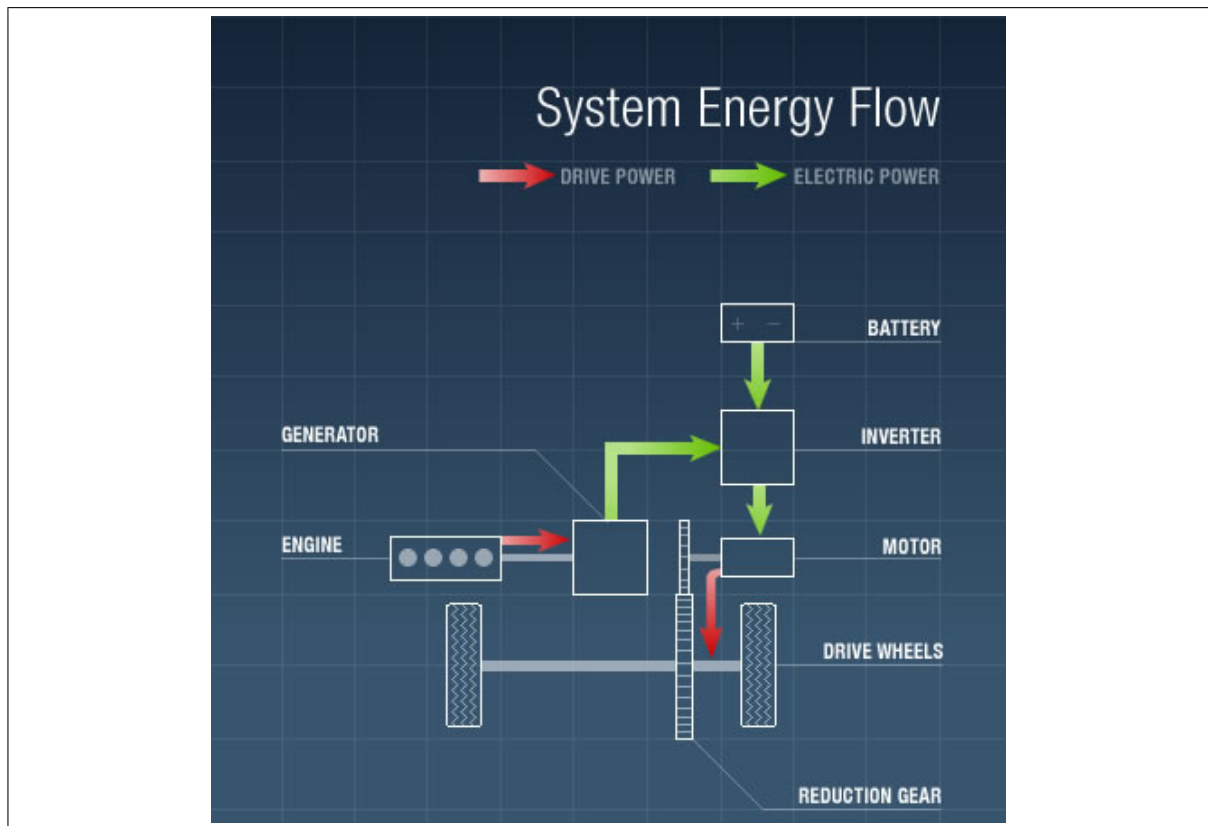 System Energy Flow
DRIVE POWER ELECTRIC POWER
BATTERY
GENERATOR
INVERTER
ENGINE
MOTOR
DRIVE WHEELS
REDUCTION GEAR